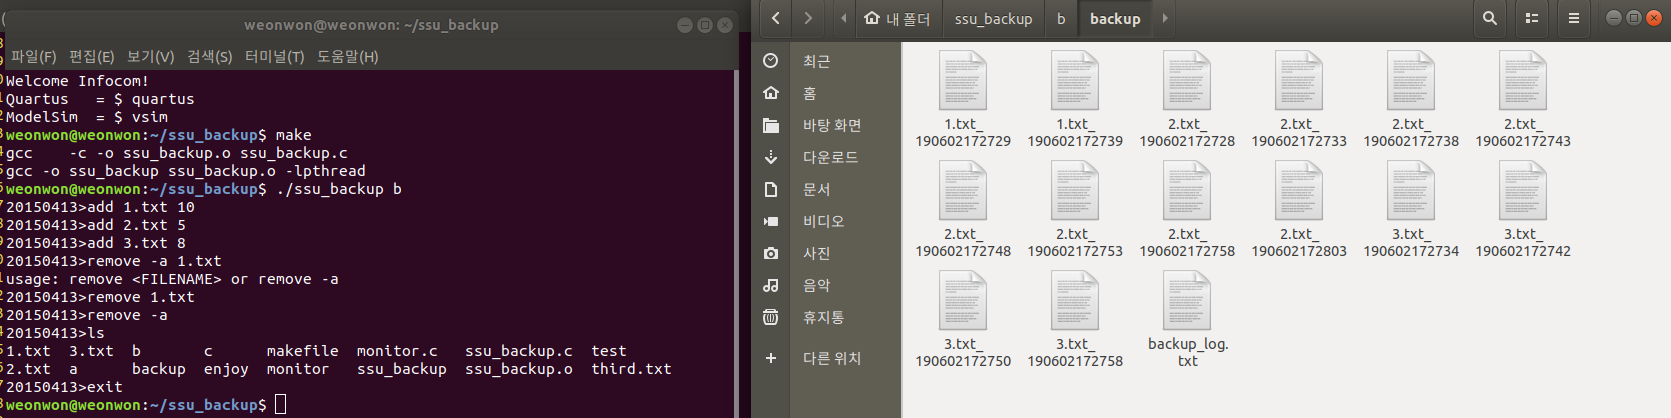 weonwon@weonwon: ~/ssu_backup
파일(F) 편집(E) 보기(V) 검색(S) 터미널(T) 도움말(H)
Welcome Infocom!
Quartus   = $ quartus
ModelSim  = $ vsim
weonwon@weonwon:~/ssu_backup$ make
gcc    -c -o ssu_backup.o ssu_backup.c
gcc -o ssu_backup ssu_backup.o -lpthread
weonwon@weonwon:~/ssu_backup$ ./ssu_backup b
20150413>add 1.txt 10
20150413>add 2.txt 5
20150413>add 3.txt 8
20150413>remove -a 1.txt
usage: remove <FILENAME> or remove -a
20150413>remove 1.txt
20150413>remove -a
20150413>ls
1.txt  3.txt  b       c      makefile  monitor.c   ssu_backup.c  test
2.txt  a      backup  enjoy  monitor   ssu_backup  ssu_backup.o  third.txt
20150413>exit
weonwon@weonwon:~/ssu_backup$
내 폴더 ssu_backup b backup
최근
홈
바탕 화면
다운로드
문서
비디오
사진
음악
휴지통
다른 위치
1.txt_
190602172729
1.txt_
190602172739
2.txt_
190602172728
2.txt_
190602172733
2.txt_
190602172738
2.txt_
190602172743
2.txt_
190602172748
2.txt_
190602172753
2.txt_
190602172758
2.txt_
190602172803
3.txt_
190602172734
3.txt_
190602172742
3.txt_
190602172750
3.txt_
190602172758
backup_log.
txt